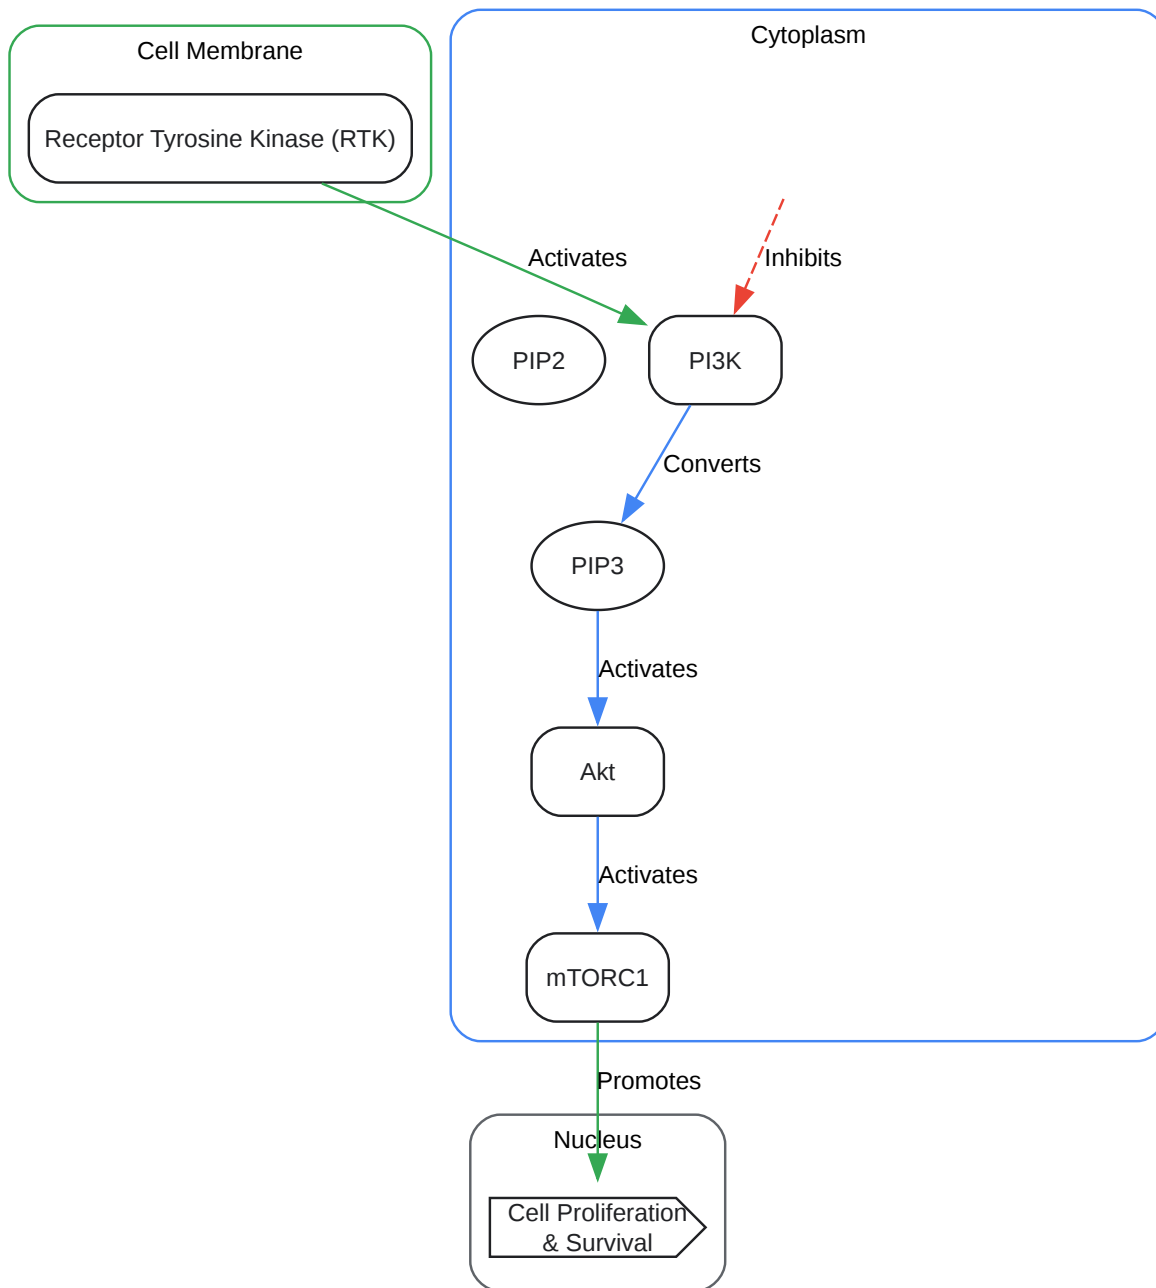 Cell Membrane
Receptor Tyrosine Kinase (RTK)
Cytoplasm
Activates
Inhibits
PIP2
PI3K
Converts
PIP3
Activates
Akt
Activates
mTORC1
Promotes
Nucleus
Cell Proliferation
& Survival